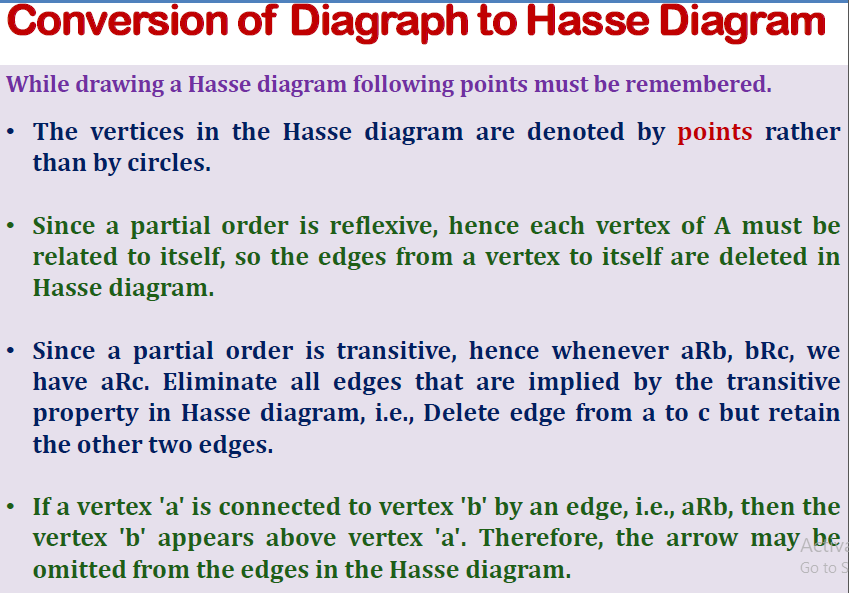 Conversion of Diagraph to Hasse Diagram
While drawing a Hasse diagram following points must be remembered.
• The vertices in the Hasse diagram are denoted by points rather
than by circles.
• Since a partial order is reflexive, hence each vertex of A must be
related to itself, so the edges from a vertex to itself are deleted in
Hasse diagram.
• Since a partial order is transitive, hence whenever aRb, bRc, we
have aRc. Eliminate all edges that are implied by the transitive
property in Hasse diagram, i.e., Delete edge from a to c but retain
the other two edges.
• If a vertex 'a' is connected to vertex 'b' by an edge, i.e., aRb, then the
vertex 'b' appears above vertex 'a'. Therefore, the arrow may be
omitted from the edges in the Hasse diagram.
Go to